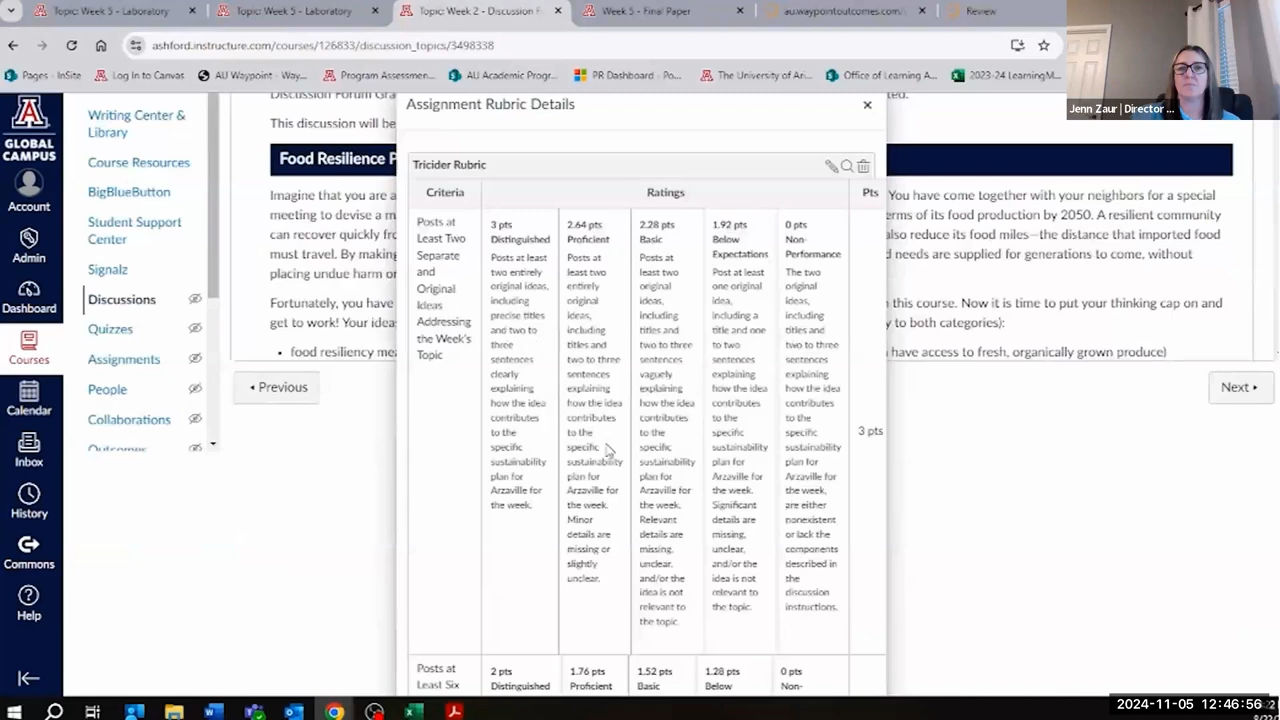 Topic: Week 5 - Laboratory
Topic: Week 5 - Laboratory
Topic: Week 2 - Discussion F
Week 5 - Final Paper
au.waypointoutcomes.com/
Review
ashford.instructure.com/courses/126833/discussion_topics/3498338
Pages - InSite
Log In to Canvas
AU Waypoint - Way...
Program Assessmen...
AU Academic Progr...
PR Dashboard - Po...
The University of Ari...
Office of Learning A...
2023-24 LearningM...
Jenn Zaur | Director ...
GLOBAL
CAMPUS
Account
Admin
Dashboard
Courses
Calendar
Inbox
History
Commons
Help
Writing Center &
Library
Course Resources
BigBlueButton
Student Support
Center
Signalz
Discussions
Quizzes
Assignments
People
Collaborations
Outcomes
Discussion Forum Gra
ted.
This discussion will be
Food Resilience P
Imagine that you are a
You have come together with your neighbors for a special
meeting to devise a m
erms of its food production by 2050. A resilient community
can recover quickly fro
also reduce its food miles—the distance that imported food
must travel. By making
d needs are supplied for generations to come, without
placing undue harm or
Fortunately, you have
n this course. Now it is time to put your thinking cap on and
get to work! Your idea
y to both categories):
• food resiliency mea
have access to fresh, organically grown produce)
Previous
Next
Assignment Rubric Details
Tricider Rubric
Criteria
Ratings
Pts
Posts at
Least Two
Separate
and
Original
Ideas
Addressing
the Week's
Topic
3 pts
Distinguished
Posts at least
two entirely
original ideas,
including
precise titles
and two to
three
sentences
clearly
explaining
how the idea
contributes
to the
specific
sustainability
plan for
Arzaville for
the week.
2.64 pts
Proficient
Posts at
least two
entirely
original
ideas,
including
titles and
two to three
sentences
explaining
how the idea
contributes
to the
specific
sustainability
plan for
Arzaville for
the week.
Minor
details are
missing or
slightly
unclear.
2.28 pts
Basic
Posts at
least two
original
ideas,
including
titles and two
to three
sentences
vaguely
explaining
how the idea
contributes
to the
specific
sustainability
plan for
Arzaville for
the week.
Relevant
details are
missing,
unclear,
and/or the
idea is not
relevant to
the topic.
1.92 pts
Below
Expectations
Post at least
one original
idea,
including a
title and one
to two
sentences
explaining
how the idea
contributes
to the
specific
sustainability
plan for
Arzaville for
the week.
Significant
details are
missing,
unclear,
and/or the
idea is not
relevant to
the topic.
0 pts
Non-
Performance
The two
original
ideas,
including
titles and
two to three
sentences
explaining
how the idea
contributes
to the
specific
sustainability
plan for
Arzaville for
the week,
are either
nonexistent
or lack the
components
described in
the
discussion
instructions.
3 pts
Posts at
Least Six
2 pts
Distinguished
1.76 pts
Proficient
1.52 pts
Basic
1.28 pts
Below
0 pts
Non-
2024-11-05 12:46:56